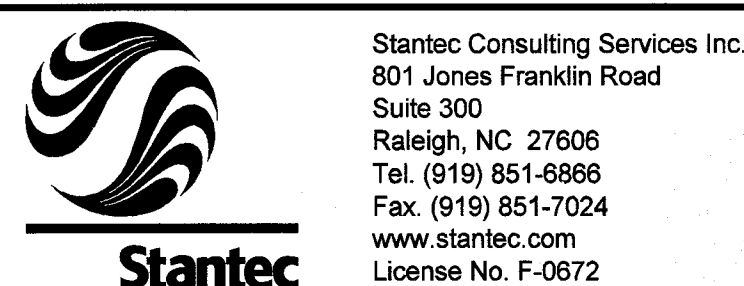 Stantec Consulting Services Inc.
801 Jones Franklin Road
Suite 300
Raleigh, NC 27606
Tel. (919) 851-6866
Fax. (919) 851-7024
www.stantec.com
License No. F-0672
Stantec